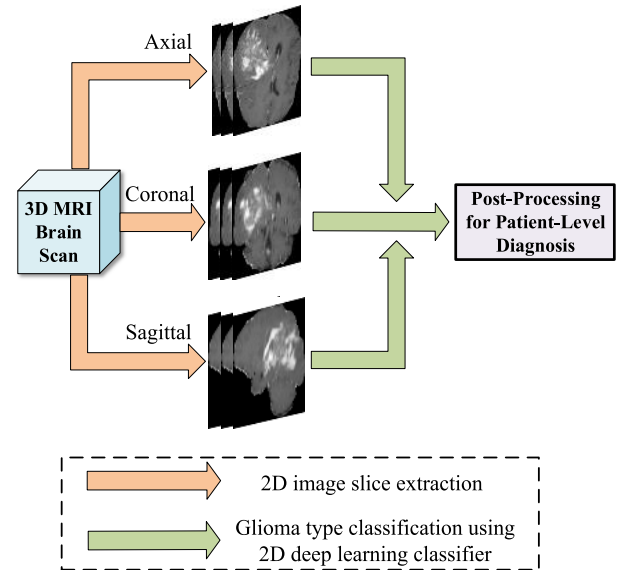 Axial
Coronal
3D MRI
Brain
Scan
Sagittal
Post-Processing
for Patient-Level
Diagnosis
2D image slice extraction
Glioma type classification using
2D deep learning classifier